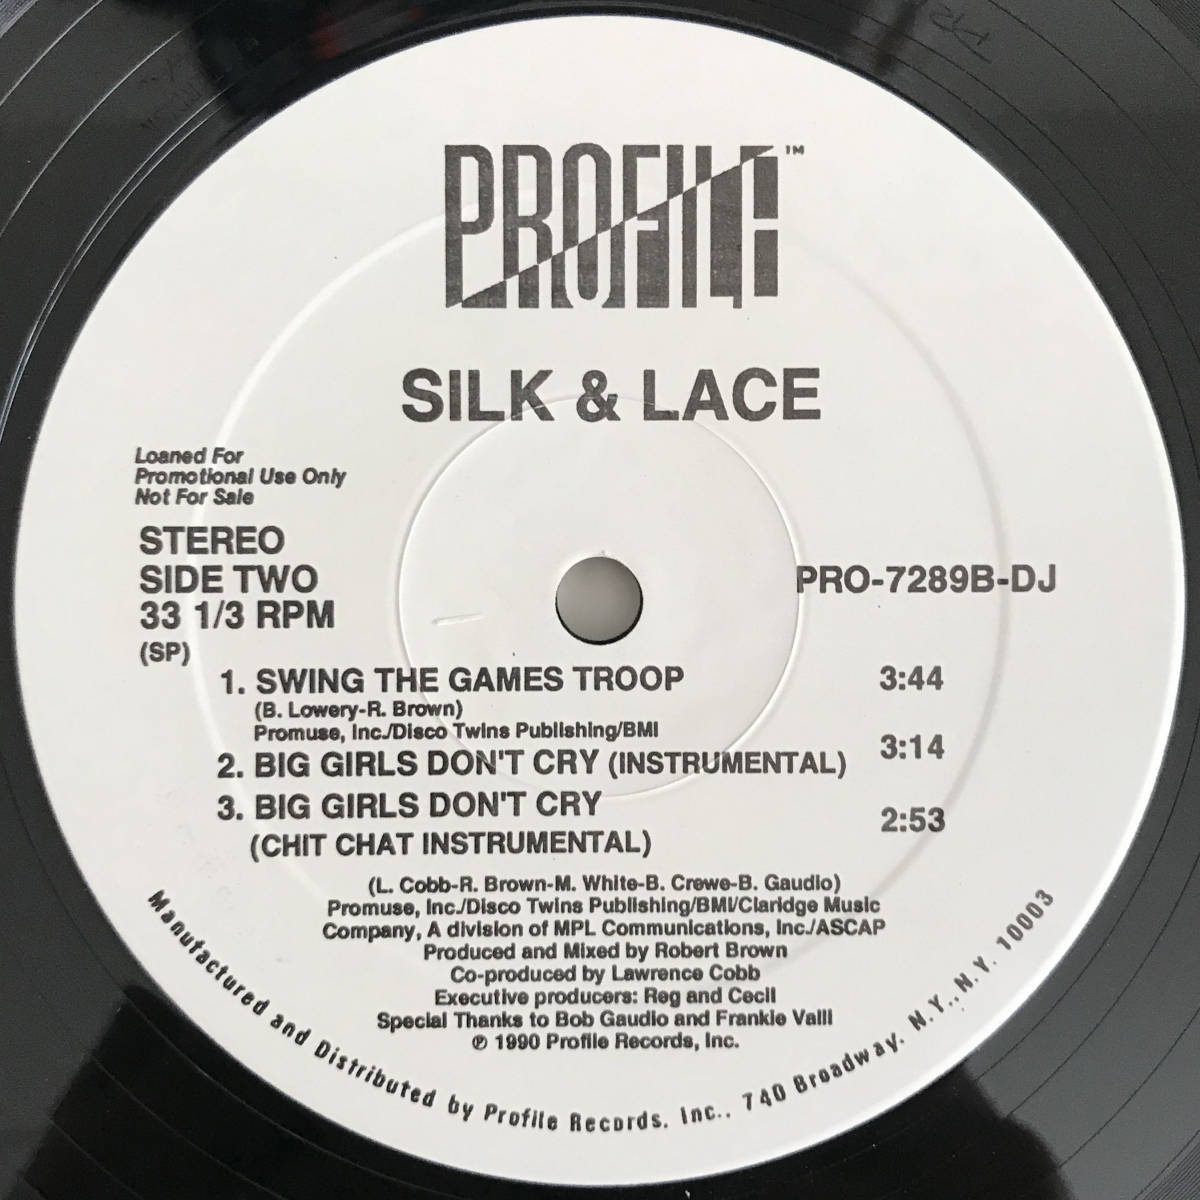 PROFILE™
SILK & LACE
Loaned For
Promotional Use Only
Not For Sale
STEREO
SIDE TWO
33 1/3 RPM
(SP)
PRO-7289B-DJ
1. SWING THE GAMES TROOP 3:44
(B. Lowery-R. Brown)
Promuse, Inc./Disco Twins Publishing/BMI
2. BIG GIRLS DON'T CRY (INSTRUMENTAL) 3:14
3. BIG GIRLS DON'T CRY
(CHIT CHAT INSTRUMENTAL) 2:53
(L. Cobb-R. Brown-M. White-B. Crewe-B. Gaudio)
Promuse, Inc./Disco Twins Publishing/BMI/Claridge Music
Company, A division of MPL Communications, Inc./ASCAP
Produced and Mixed by Robert Brown
Co-produced by Lawrence Cobb
Executive producers: Reg and Cecil
Special Thanks to Bob Gaudio and Frankie Valli
℗ 1990 Profile Records, Inc.
Manufactured and Distributed by Profile Records, Inc., 740 Broadway, N.Y., N.Y. 10003